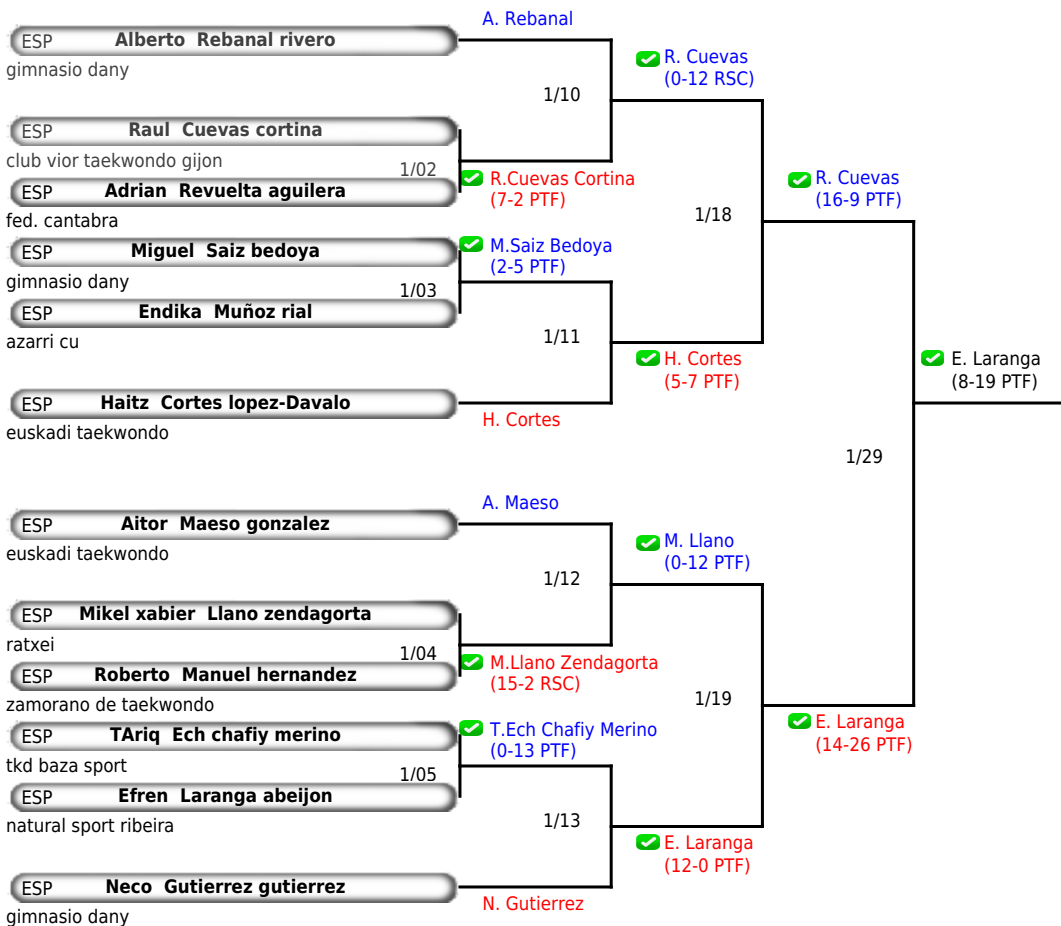 A. Rebanal
ESP Alberto Rebanal rivero
gimnasio dany
R. Cuevas
(0-12 RSC)
1/10
ESP Raul Cuevas cortina
club vior taekwondo gijon
1/02
ESP Adrian Revuelta aguilera
fed. cantabra
R.Cuevas Cortina
(7-2 PTF)
R. Cuevas
(16-9 PTF)
1/18
ESP Miguel Saiz bedoya
gimnasio dany
M.Saiz Bedoya
(2-5 PTF)
1/03
ESP Endika Muñoz rial
azarri cu
1/11
H. Cortes
(5-7 PTF)
E. Laranga
(8-19 PTF)
ESP Haitz Cortes lopez-Davalo
euskadi taekwondo
H. Cortes
1/29
A. Maeso
ESP Aitor Maeso gonzalez
euskadi taekwondo
M. Llano
(0-12 PTF)
1/12
ESP Mikel xabier Llano zendagorta
ratxei
1/04
ESP Roberto Manuel hernandez
zamorano de taekwondo
M.Llano Zendagorta
(15-2 RSC)
1/19
ESP TAriq Ech chafiy merino
tkd baza sport
T.Ech Chafiy Merino
(0-13 PTF)
E. Laranga
(14-26 PTF)
1/05
ESP Efren Laranga abeijon
natural sport ribeira
1/13
E. Laranga
(12-0 PTF)
ESP Neco Gutierrez gutierrez
gimnasio dany
N. Gutierrez